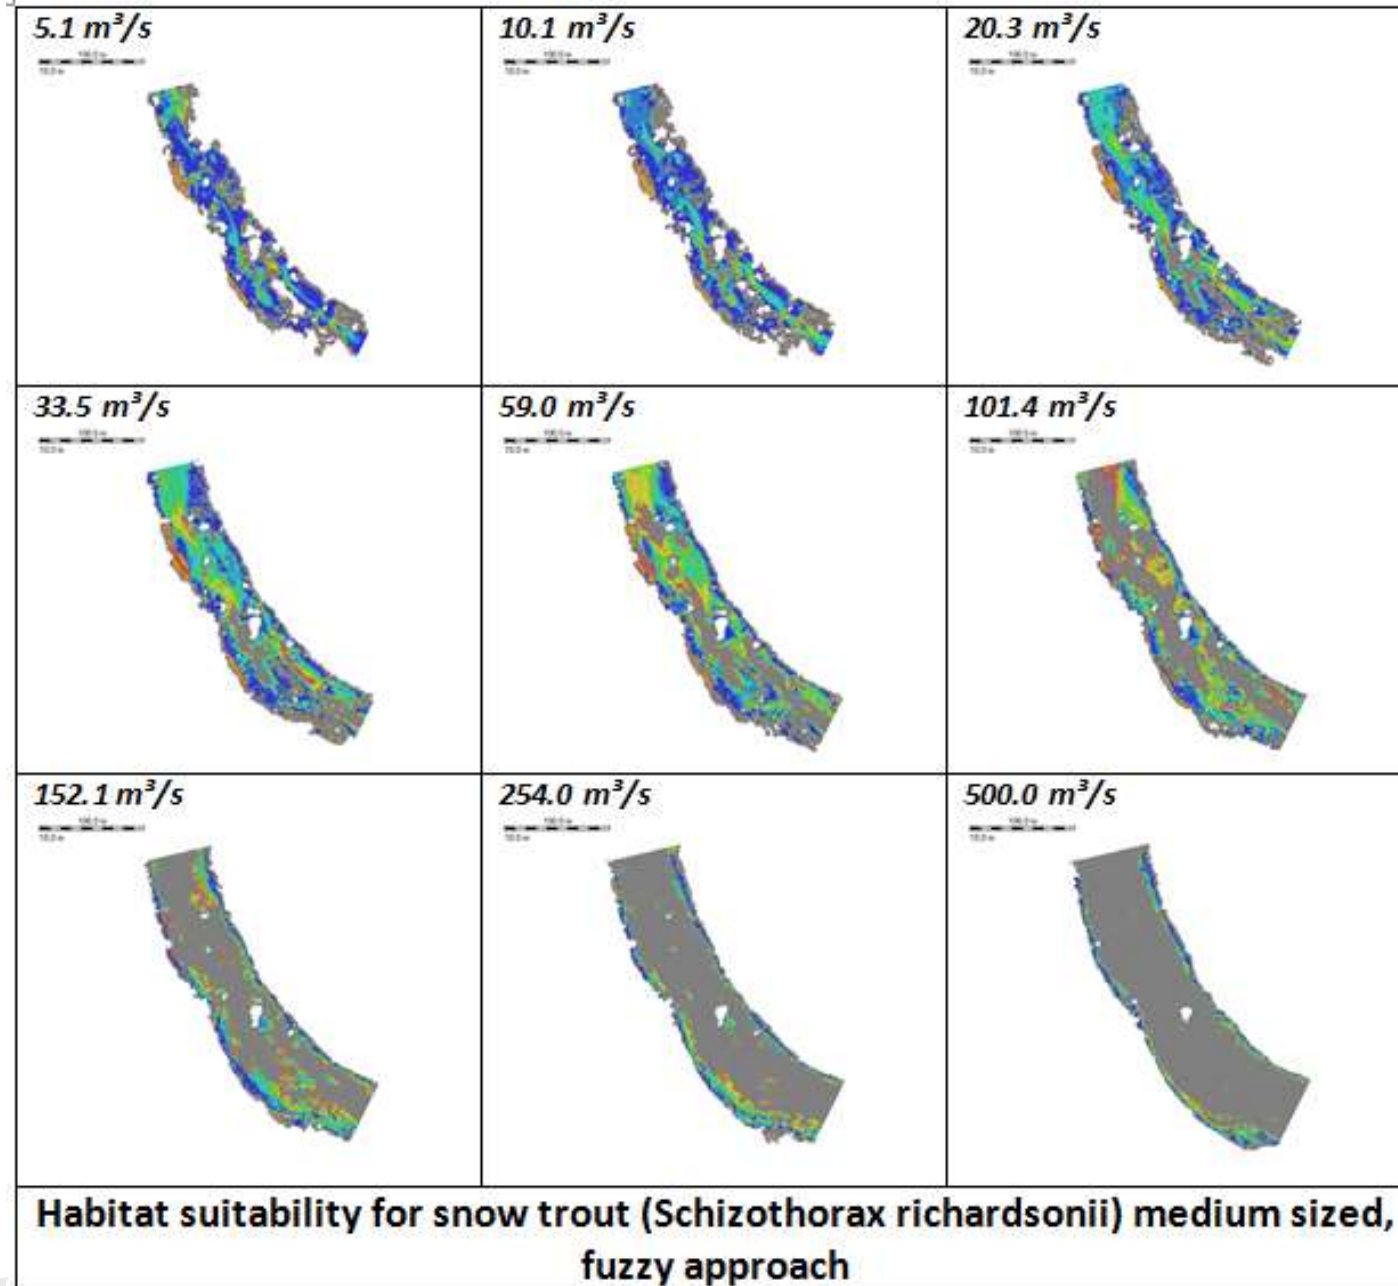 5.1 m³/s
10.1 m³/s
20.3 m³/s
33.5 m³/s
59.0 m³/s
101.4 m³/s
152.1 m³/s
254.0 m³/s
500.0 m³/s
Habitat suitability for snow trout (Schizothorax richardsonii) medium sized,
fuzzy approach